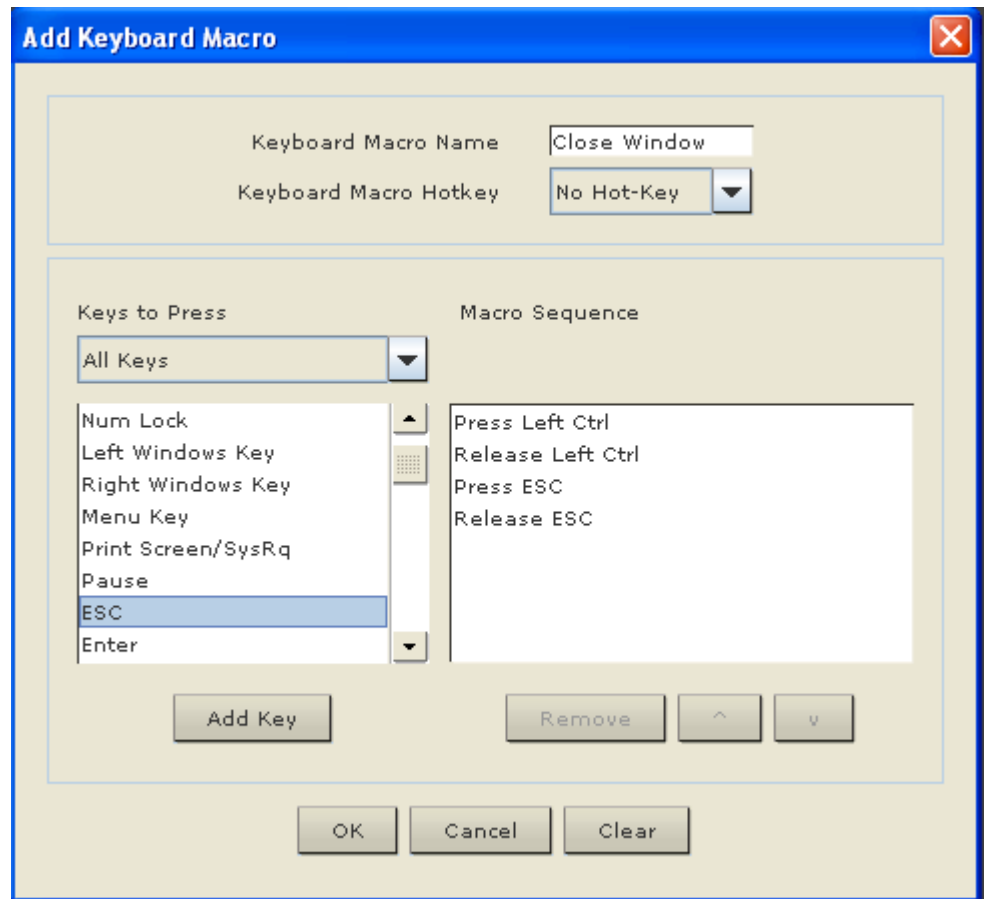 Add Keyboard Macro
Keyboard Macro Name Close Window
Keyboard Macro Hotkey No Hot-Key
Keys to Press Macro Sequence
All Keys
Num Lock
Left Windows Key
Right Windows Key
Menu Key
Print Screen/SysRq
Pause
ESC
Enter
Press Left Ctrl
Release Left Ctrl
Press ESC
Release ESC
Add Key Remove ^ v
OK Cancel Clear